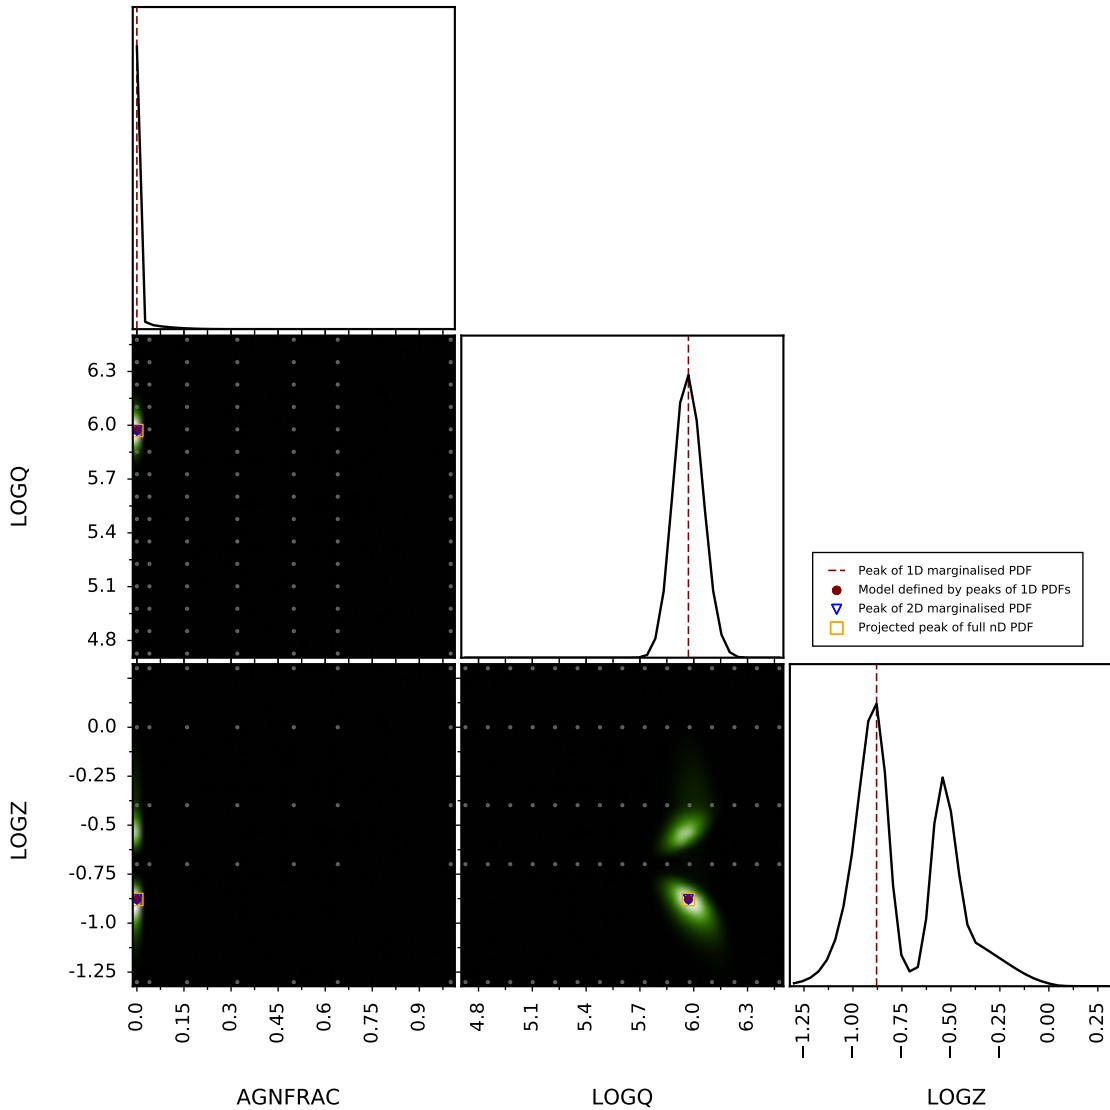 6.3
6.0
5.7
5.4
5.1
4.8
LOGQ
Peak of 1D marginalised PDF
Model defined by peaks of 1D PDFs
Peak of 2D marginalised PDF
Projected peak of full nD PDF
0.0
-0.25
-0.5
-0.75
-1.0
-1.25
LOGZ
0.0 0.15 0.3 0.45 0.6 0.75 0.9
4.8 5.1 5.4 5.7 6.0 6.3
−1.25 −1.00 −0.75 −0.50 −0.25 0.00 0.25
AGNFRAC LOGQ LOGZ